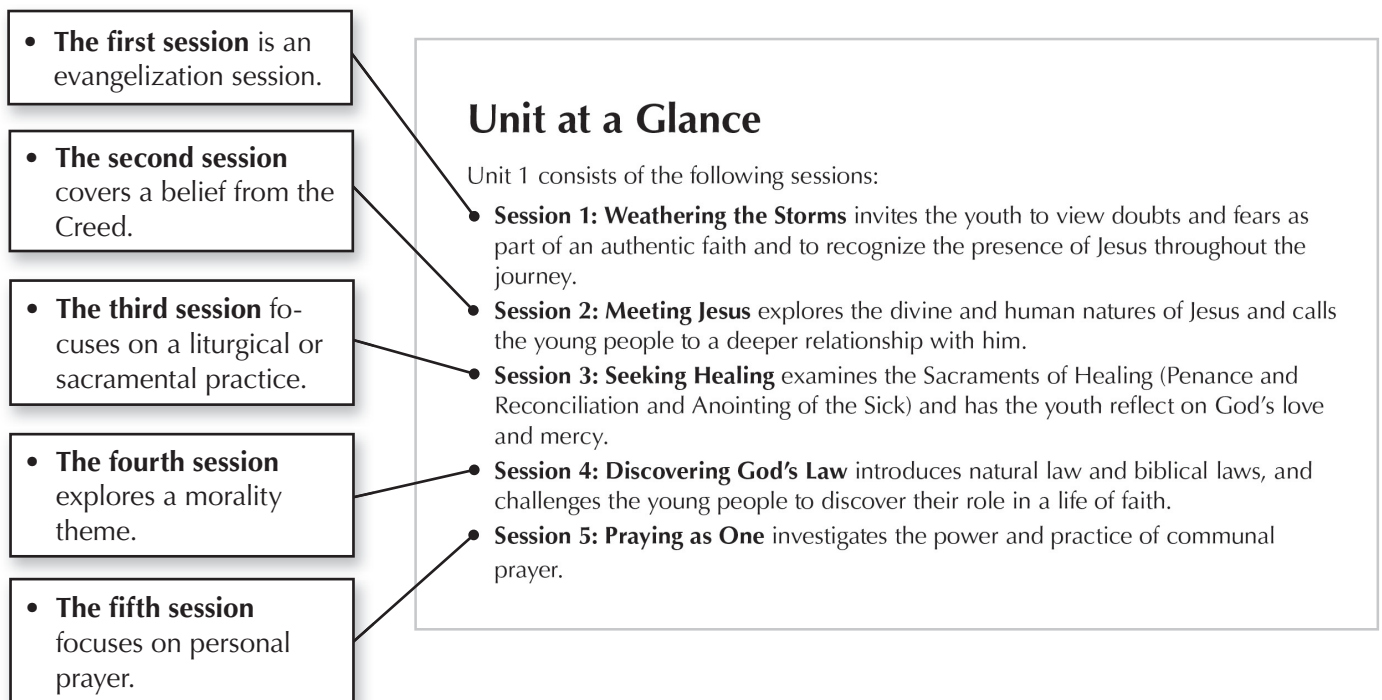 • The first session is an
evangelization session.
• The second session
covers a belief from the
Creed.
• The third session fo-
cuses on a liturgical or
sacramental practice.
• The fourth session
explores a morality
theme.
• The fifth session
focuses on personal
prayer.
Unit at a Glance
Unit 1 consists of the following sessions:
• Session 1: Weathering the Storms invites the youth to view doubts and fears as
part of an authentic faith and to recognize the presence of Jesus throughout the
journey.
• Session 2: Meeting Jesus explores the divine and human natures of Jesus and calls
the young people to a deeper relationship with him.
• Session 3: Seeking Healing examines the Sacraments of Healing (Penance and
Reconciliation and Anointing of the Sick) and has the youth reflect on God’s love
and mercy.
• Session 4: Discovering God’s Law introduces natural law and biblical laws, and
challenges the young people to discover their role in a life of faith.
• Session 5: Praying as One investigates the power and practice of communal
prayer.